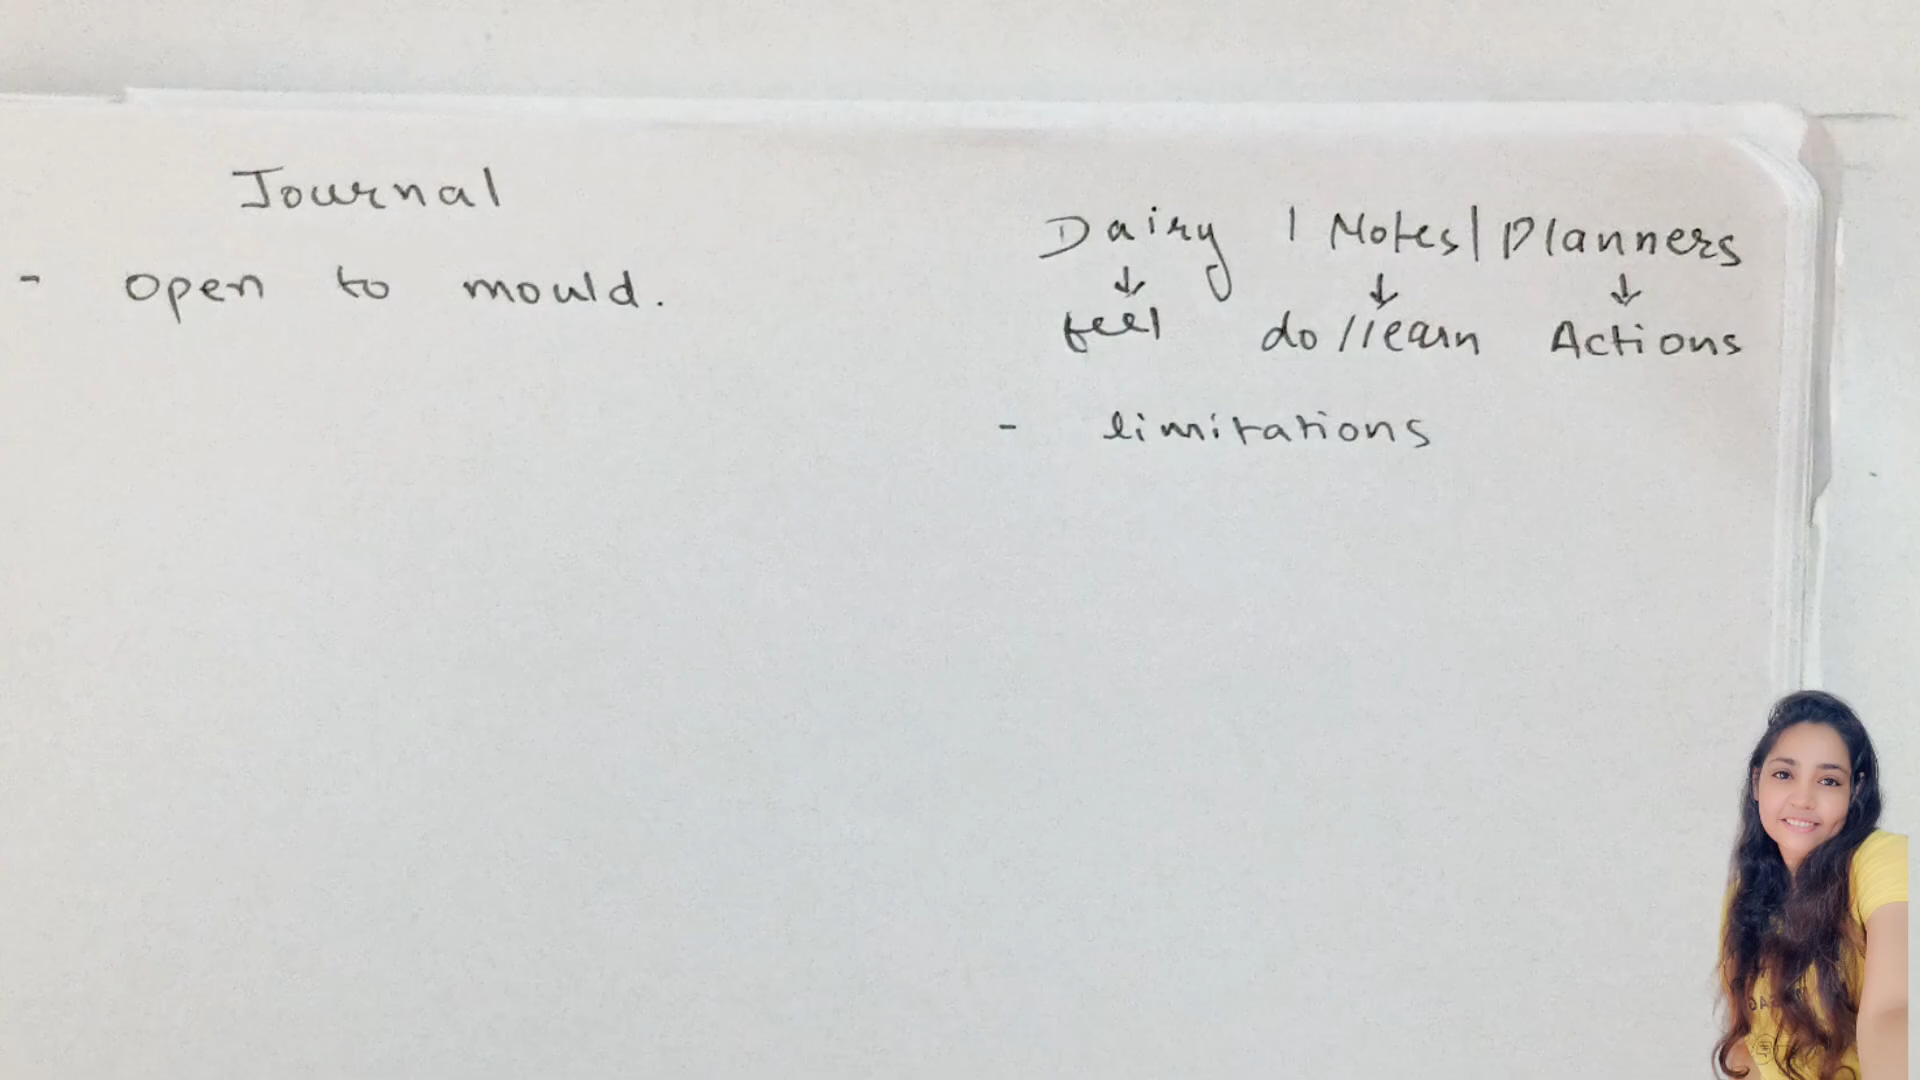 Journal
- open to mould.
Dairy | Notes | Planners
↓ ↓ ↓
feel do / learn Actions
- limitations